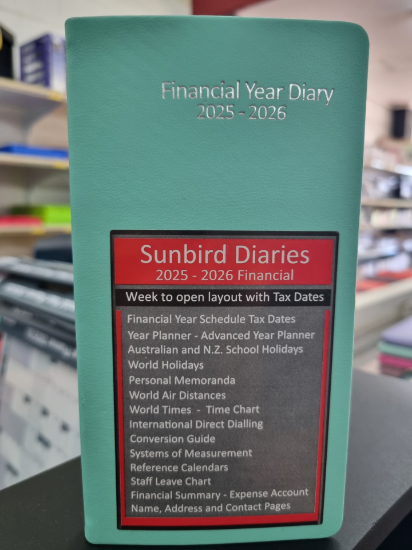 Financial Year Diary
2025 - 2026
Sunbird Diaries
2025 - 2026 Financial
Week to open layout with Tax Dates
Financial Year Schedule Tax Dates
Year Planner - Advanced Year Planner
Australian and N.Z. School Holidays
World Holidays
Personal Memoranda
World Air Distances
World Times - Time Chart
International Direct Dialling
Conversion Guide
Systems of Measurement
Reference Calendars
Staff Leave Chart
Financial Summary - Expense Account
Name, Address and Contact Pages